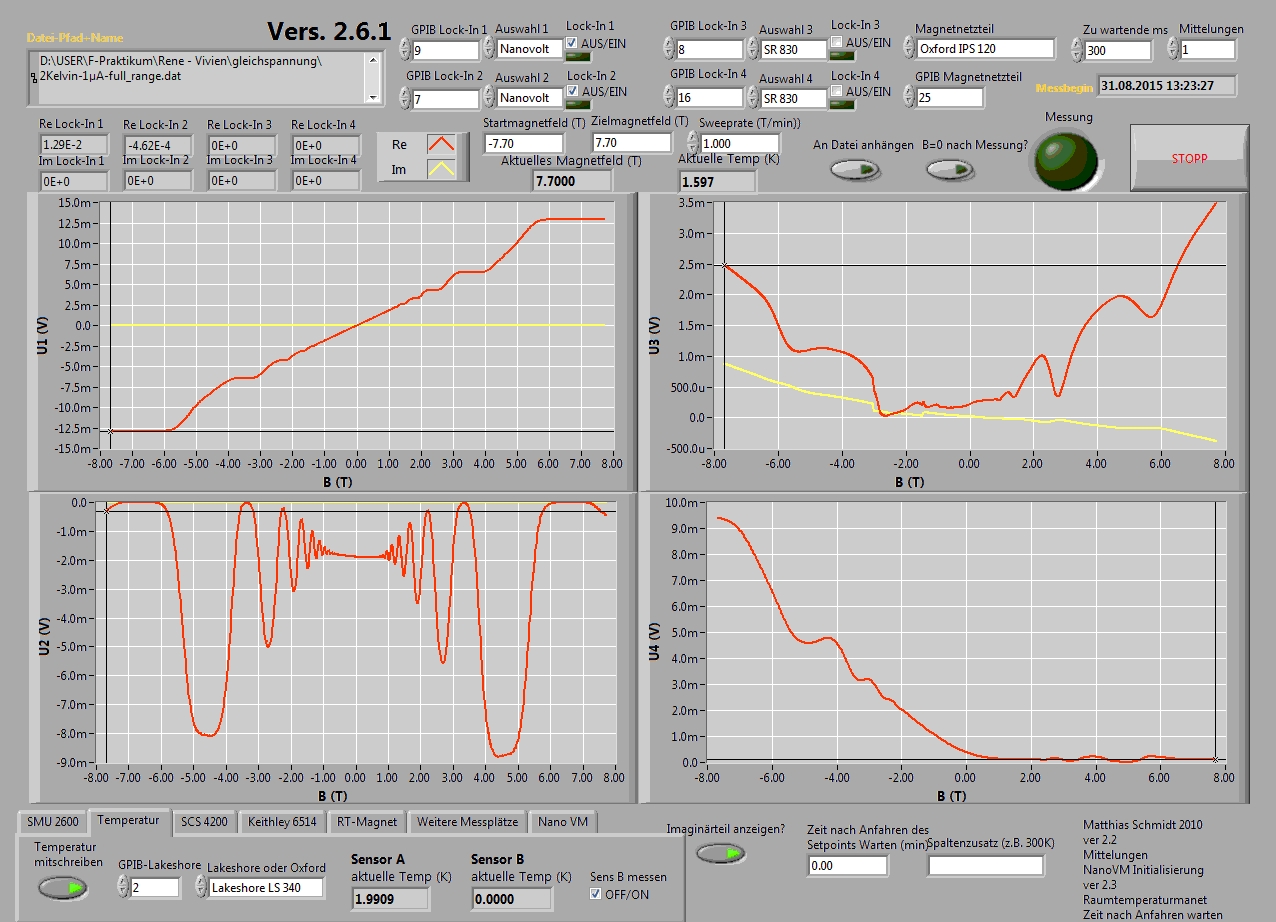 Datei-Pfad+Name
Vers. 2.6.1
D:\USER\F-Praktikum\Rene - Vivien\gleichspannung\
2Kelvin-1µA-full_range.dat
GPIB Lock-In 1
Auswahl 1
Lock-In 1
9
Nanovolt
AUS/EIN
GPIB Lock-In 2
Auswahl 2
Lock-In 2
7
Nanovolt
AUS/EIN
GPIB Lock-In 3
Auswahl 3
Lock-In 3
8
SR 830
AUS/EIN
GPIB Lock-In 4
Auswahl 4
Lock-In 4
16
SR 830
AUS/EIN
Magnetnetzteil
Oxford IPS 120
GPIB Magnetnetzteil
25
Zu wartende ms
300
Mittelungen
1
Messbegin
31.08.2015 13:23:27
Re Lock-In 1
Re Lock-In 2
Re Lock-In 3
Re Lock-In 4
1.29E-2
-4.62E-4
0E+0
0E+0
Im Lock-In 1
Im Lock-In 2
Im Lock-In 3
Im Lock-In 4
0E+0
0E+0
0E+0
0E+0
Re
Im
Startmagnetfeld (T)
Zielmagnetfeld (T)
Sweeprate (T/min))
-7.70
7.70
1.000
Aktuelles Magnetfeld (T)
7.7000
Aktuelle Temp (K)
1.597
An Datei anhängen
B=0 nach Messung?
Messung
STOPP
U1 (V)
15.0m
12.5m
10.0m
7.5m
5.0m
2.5m
0.0
-2.5m
-5.0m
-7.5m
-10.0m
-12.5m
-15.0m
-8.00 -7.00 -6.00 -5.00 -4.00 -3.00 -2.00 -1.00 0.00 1.00 2.00 3.00 4.00 5.00 6.00 7.00 8.00
B (T)
U3 (V)
3.5m
3.0m
2.5m
2.0m
1.5m
1.0m
500.0u
0.0
-500.0u
-8.00 -6.00 -4.00 -2.00 0.00 2.00 4.00 6.00 8.00
B (T)
U2 (V)
0.0
-1.0m
-2.0m
-3.0m
-4.0m
-5.0m
-6.0m
-7.0m
-8.0m
-9.0m
-8.00 -7.00 -6.00 -5.00 -4.00 -3.00 -2.00 -1.00 0.00 1.00 2.00 3.00 4.00 5.00 6.00 7.00 8.00
B (T)
U4 (V)
10.0m
9.0m
8.0m
7.0m
6.0m
5.0m
4.0m
3.0m
2.0m
1.0m
0.0
-8.00 -6.00 -4.00 -2.00 0.00 2.00 4.00 6.00 8.00
B (T)
SMU 2600
Temperatur
SCS 4200
Keithley 6514
RT-Magnet
Weitere Messplätze
Nano VM
Temperatur
mitschreiben
GPIB-Lakeshore
2
Lakeshore oder Oxford
Lakeshore LS 340
Sensor A
aktuelle Temp (K)
1.9909
Sensor B
aktuelle Temp (K)
0.0000
Sens B messen
OFF/ON
Imaginärteil anzeigen?
Zeit nach Anfahren des
Setpoints Warten (min)
0.00
Spaltenzusatz (z.B. 300K)
Matthias Schmidt 2010
ver 2.2
Mittelungen
NanoVM Initialisierung
ver 2.3
Raumtemperaturmanet
Zeit nach Anfahren warten